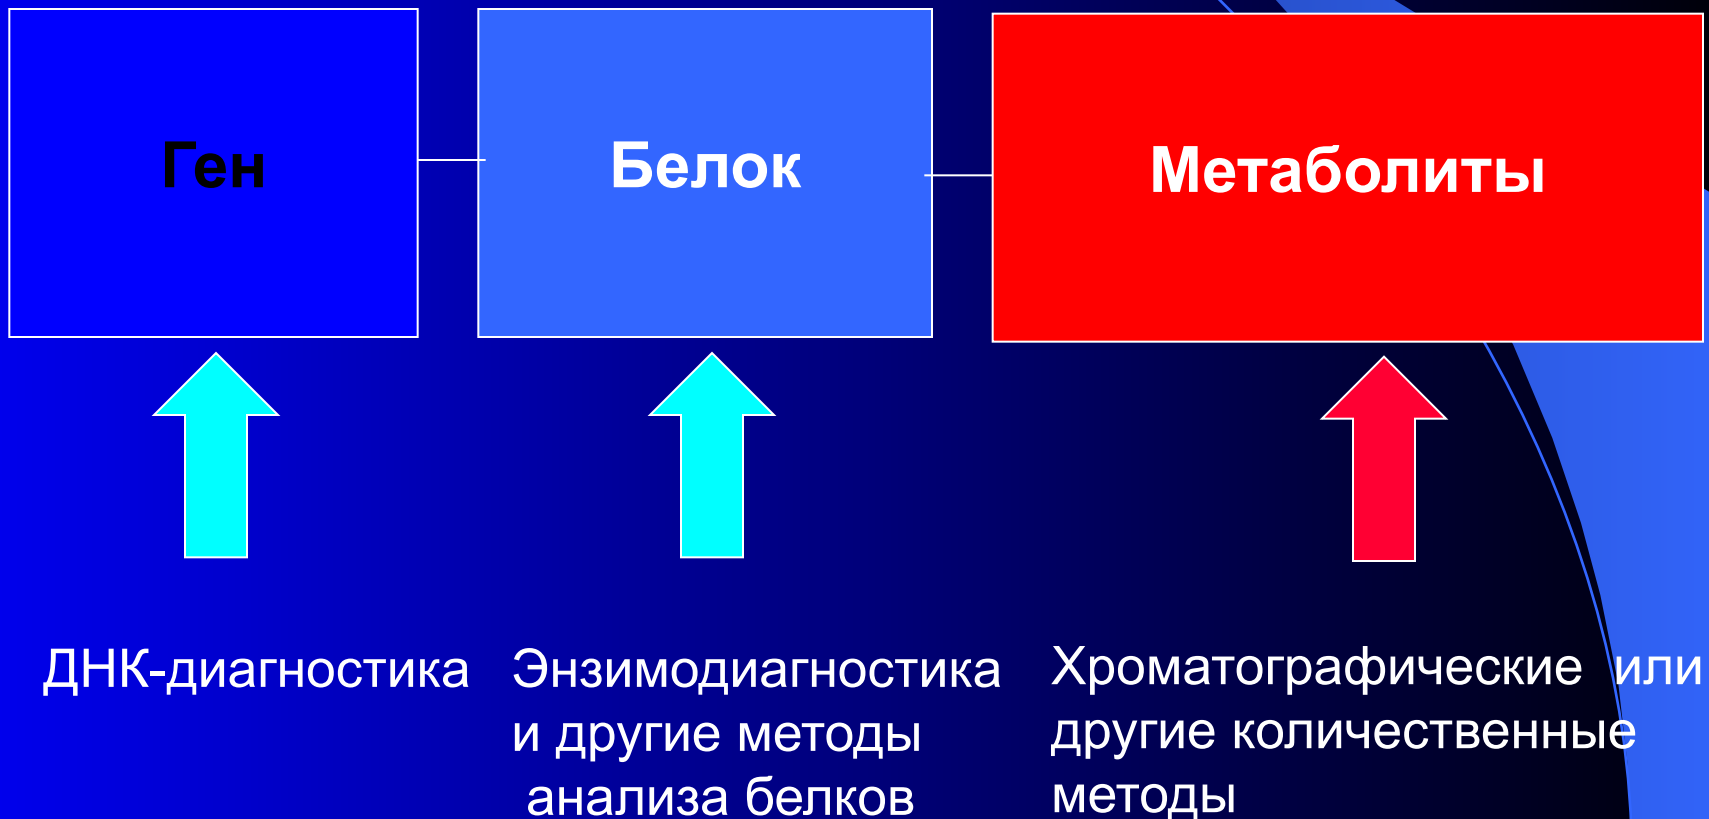 Ген
Белок
Метаболиты
ДНК-диагностика
Энзимодиагностика
и другие методы
анализа белков
Хроматографические или
другие количественные
методы